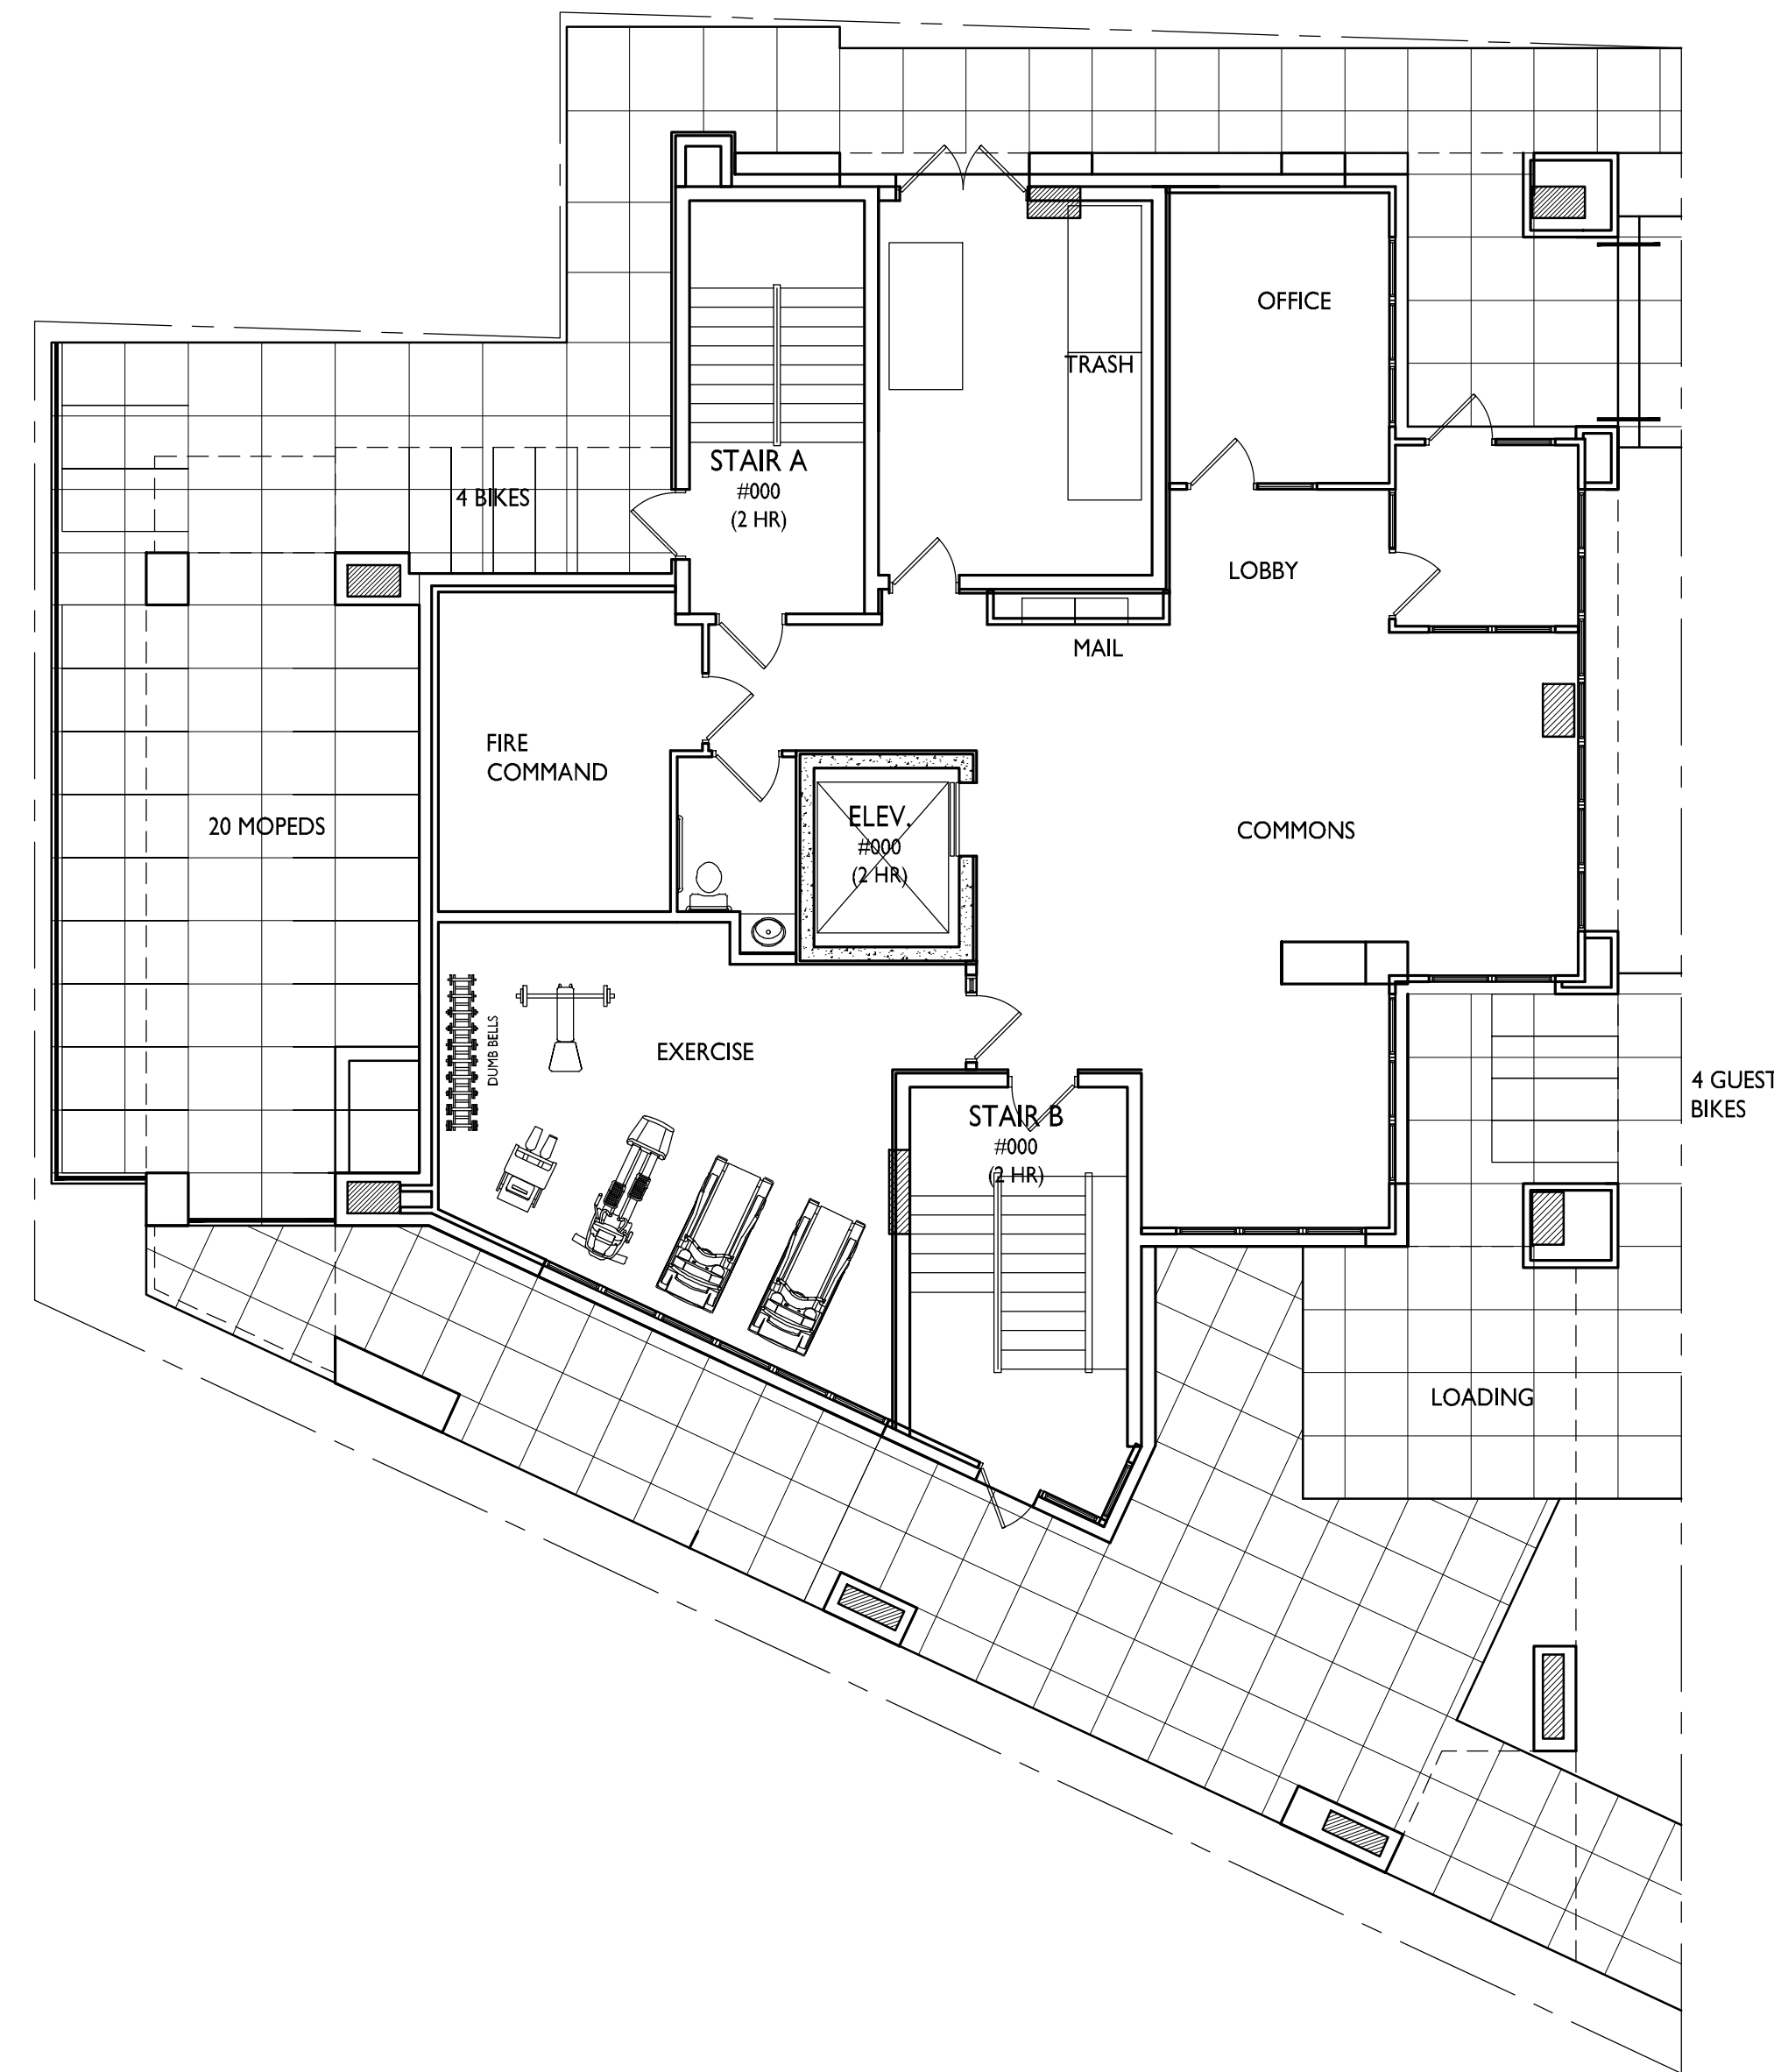 OFFICE
TRASH
STAIR A
#000
(2 HR)
4 BIKES
LOBBY
MAIL
FIRE
COMMAND
20 MOPEDS
ELEV.
#000
(2 HR)
COMMONS
DUMB BELLS
EXERCISE
STAIR B
#000
(2 HR)
4 GUEST
BIKES
LOADING